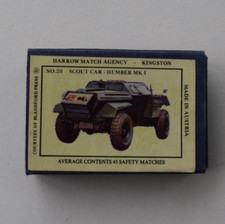 HARROW MATCH AGENCY - KINGSTON
NO.20 SCOUT CAR - HUMBER MK I
COURTESY OF BLANDFORD PRESS
MADE IN AUSTRIA
AVERAGE CONTENTS 45 SAFETY MATCHES